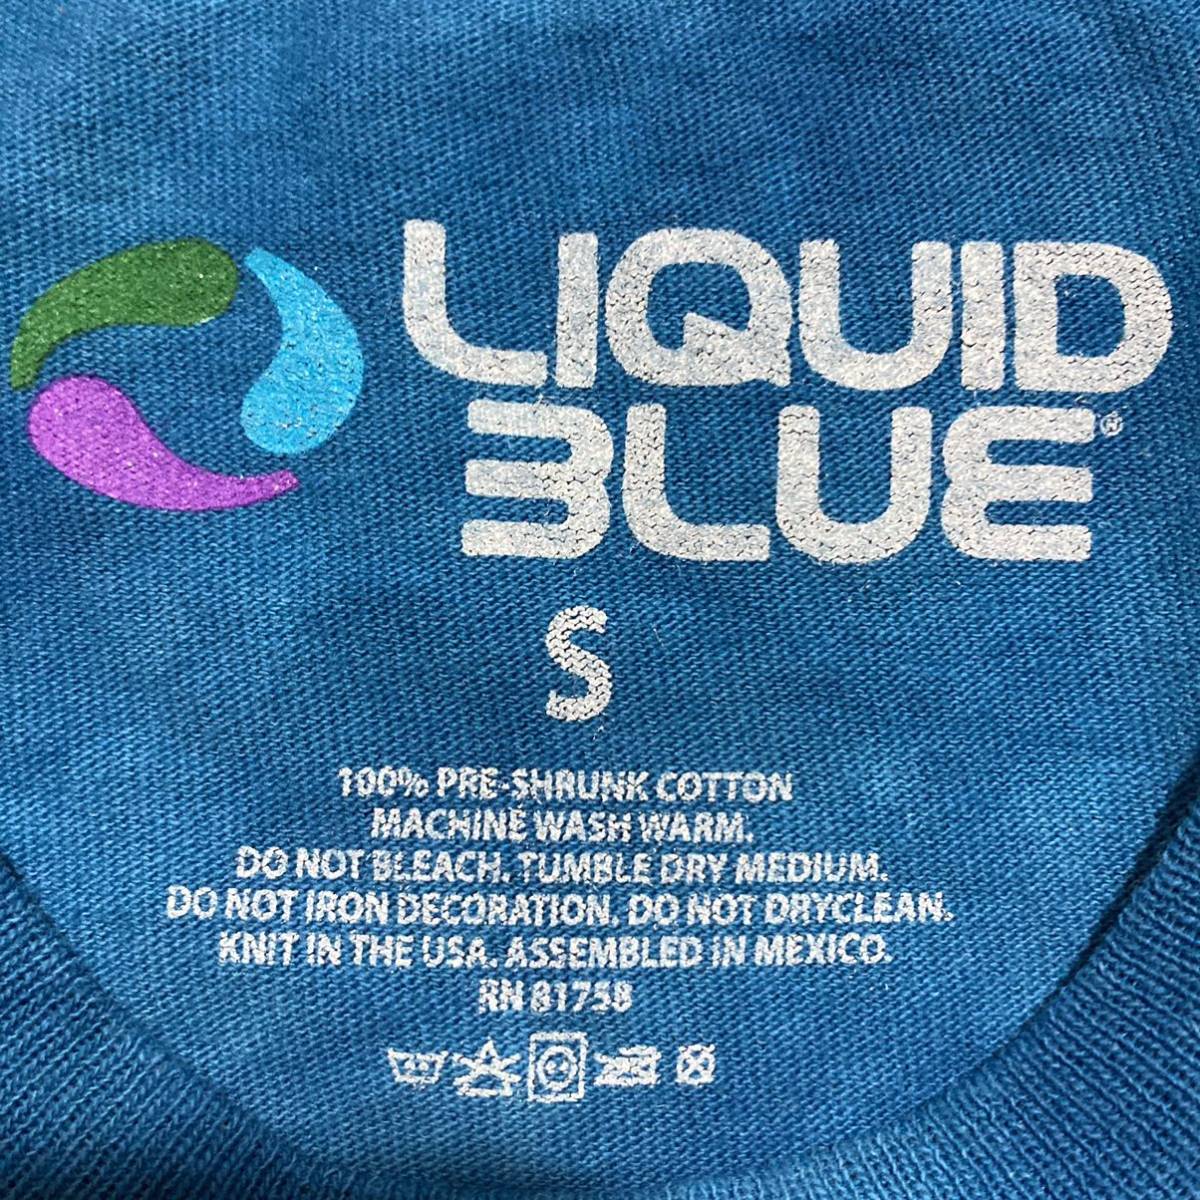 LIQUID
BLUE®
S
100% PRE-SHRUNK COTTON
MACHINE WASH WARM.
DO NOT BLEACH. TUMBLE DRY MEDIUM.
DO NOT IRON DECORATION. DO NOT DRYCLEAN.
KNIT IN THE USA. ASSEMBLED IN MEXICO.
RN 81758